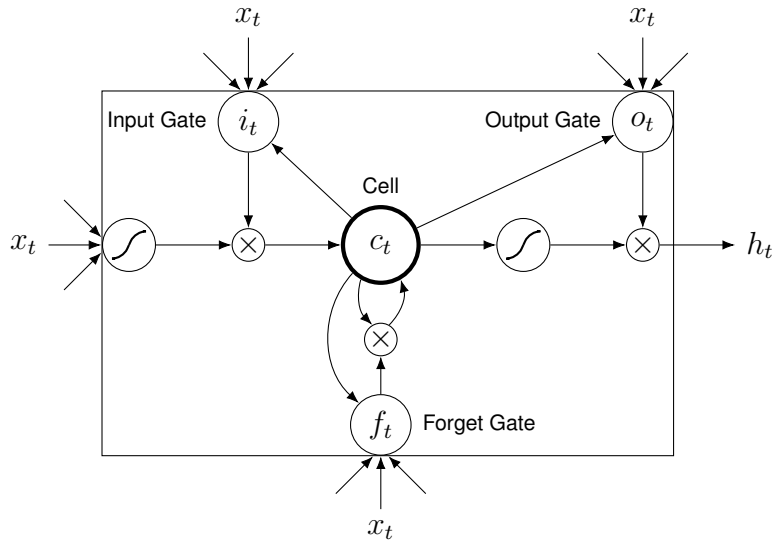 x_t x_t
Input Gate i_t Output Gate o_t
Cell
x_t × c_t × h_t
×
f_t Forget Gate
x_t